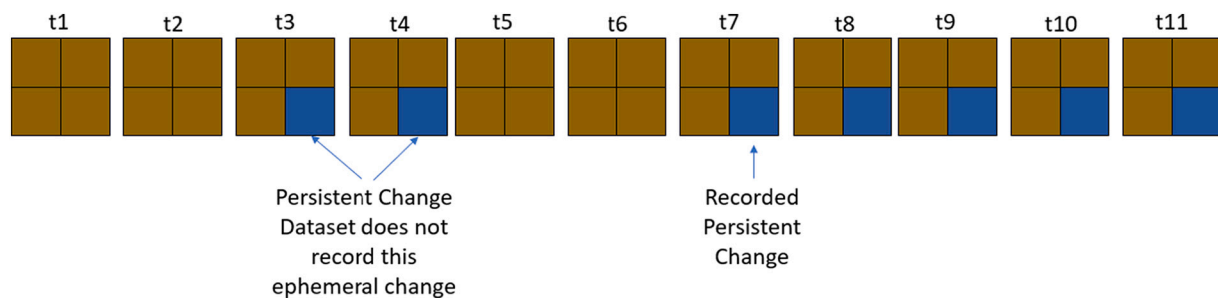 t1 t2 t3 t4 t5 t6 t7 t8 t9 t10 t11
Persistent Change
Dataset does not
record this
ephemeral change
Recorded
Persistent
Change